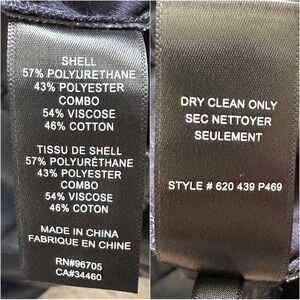 SHELL
57% POLYURETHANE
43% POLYESTER
COMBO
54% VISCOSE
46% COTTON
TISSU DE SHELL
57% POLYURÉTHANE
43% POLYESTER
COMBO
54% VISCOSE
46% COTON
MADE IN CHINA
FABRIQUE EN CHINE
RN#96705
CA#34460
DRY CLEAN ONLY
SEC NETTOYER
SEULEMENT
STYLE # 620 439 P469